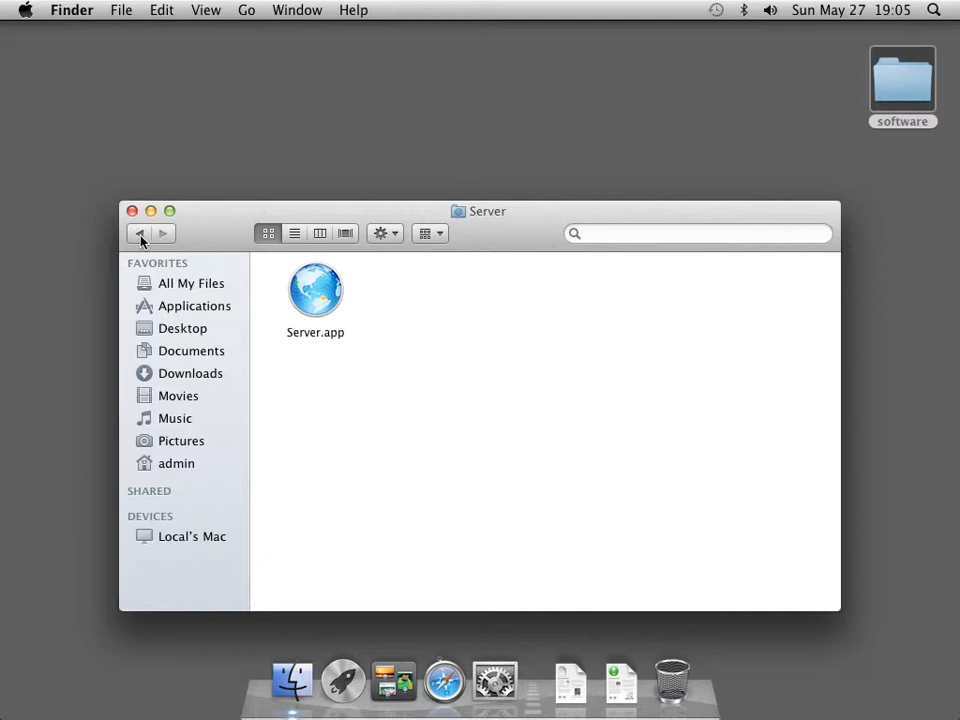 Finder File Edit View Go Window Help Sun May 27 19:05
software
Server
FAVORITES
All My Files
Applications
Desktop
Documents
Downloads
Movies
Music
Pictures
admin
SHARED
DEVICES
Local's Mac
Server.app